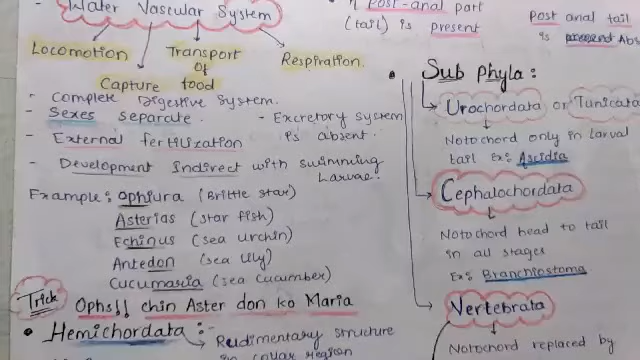 - Water Vascular System
Locomotion
Transport of
Respiration.
Capture food
- Complete Digestive System.
- Sexes separate.
- Excretory system is absent.
- External fertilization
- Development Indirect with swimming Larvae.
Example: Ophiura (Brittle star)
Asterias (star fish)
Echinus (sea urchin)
Antedon (sea lily)
Cucumaria (sea cucumber)
Trick
chin Aster don ko Maria
• Hemichordata :-
Rudimentary structure
in collar region
Post-anal part
(tail) is present
Post anal tail
is present Abs
• Sub phyla:
Urochordata or Tunicata
Notochord only in larval
tail Ex: Ascidia
Cephalochordata
Notochord head to tail
in all stages
Ex: Branchiostoma
Vertebrata
Notochord replaced by